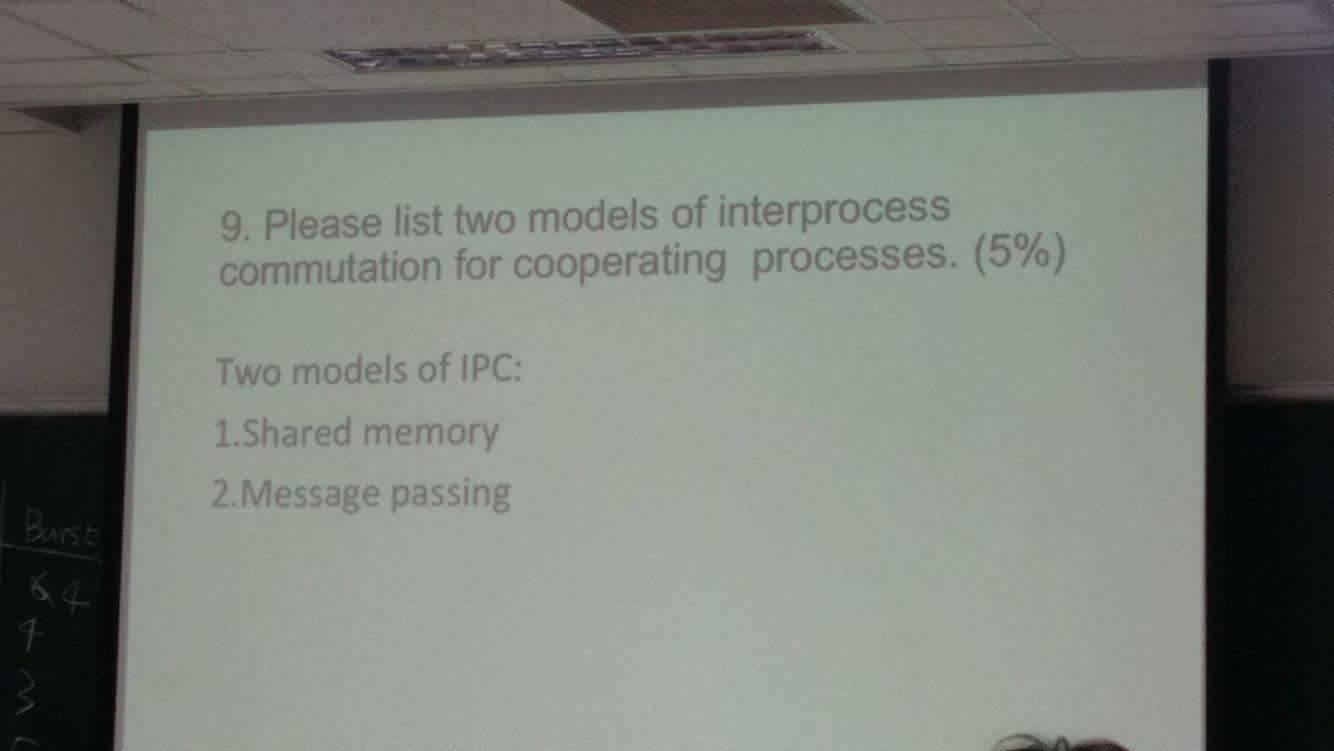 9. Please list two models of interprocess
commutation for cooperating processes. (5%)
Two models of IPC:
1.Shared memory
2.Message passing
Burst
4
4
3